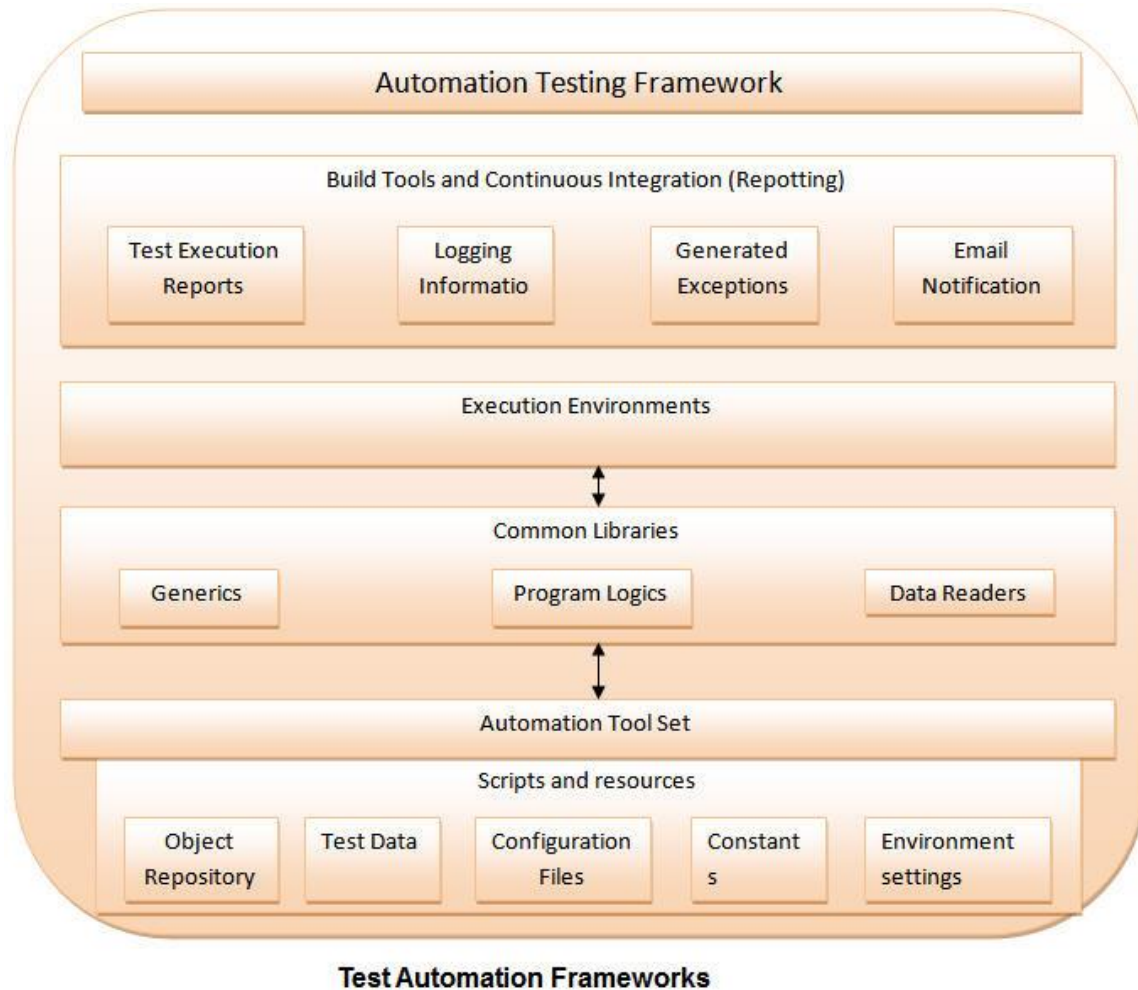 Automation Testing Framework
Build Tools and Continuous Integration (Repotting)
Test Execution
Reports
Logging
Informatio
Generated
Exceptions
Email
Notification
Execution Environments
Common Libraries
Generics
Program Logics
Data Readers
Automation Tool Set
Scripts and resources
Object
Repository
Test Data
Configuration
Files
Constant
s
Environment
settings
Test Automation Frameworks